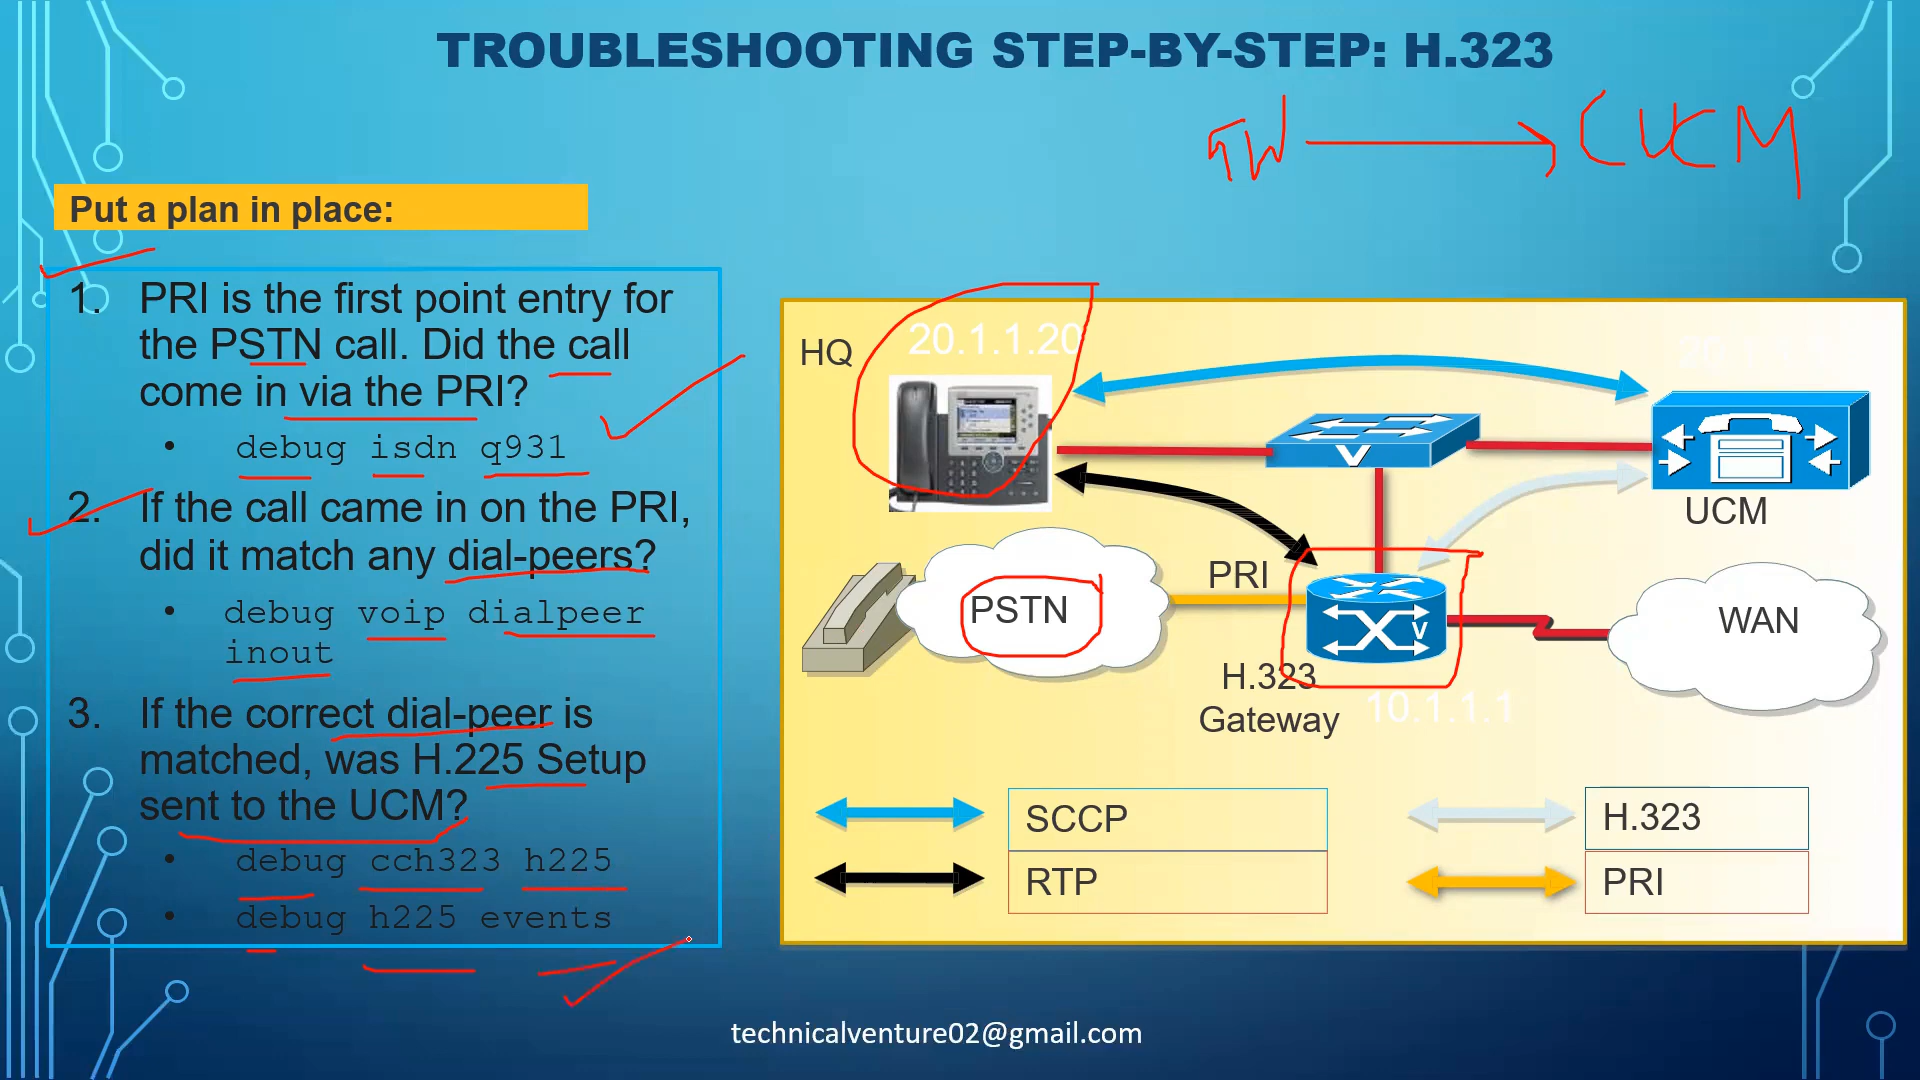 TROUBLESHOOTING STEP-BY-STEP: H.323
GW → CUCM
Put a plan in place:
1. PRI is the first point entry for
the PSTN call. Did the call
come in via the PRI?
• debug isdn q931
2. If the call came in on the PRI,
did it match any dial-peers?
• debug voip dialpeer
inout
3. If the correct dial-peer is
matched, was H.225 Setup
sent to the UCM?
• debug cch323 h225
• debug h225 events
HQ
20.1.1.20
V
UCM
PRI
PSTN
V
WAN
H.323
Gateway
10.1.1.1
SCCP
H.323
RTP
PRI
technicalventure02@gmail.com